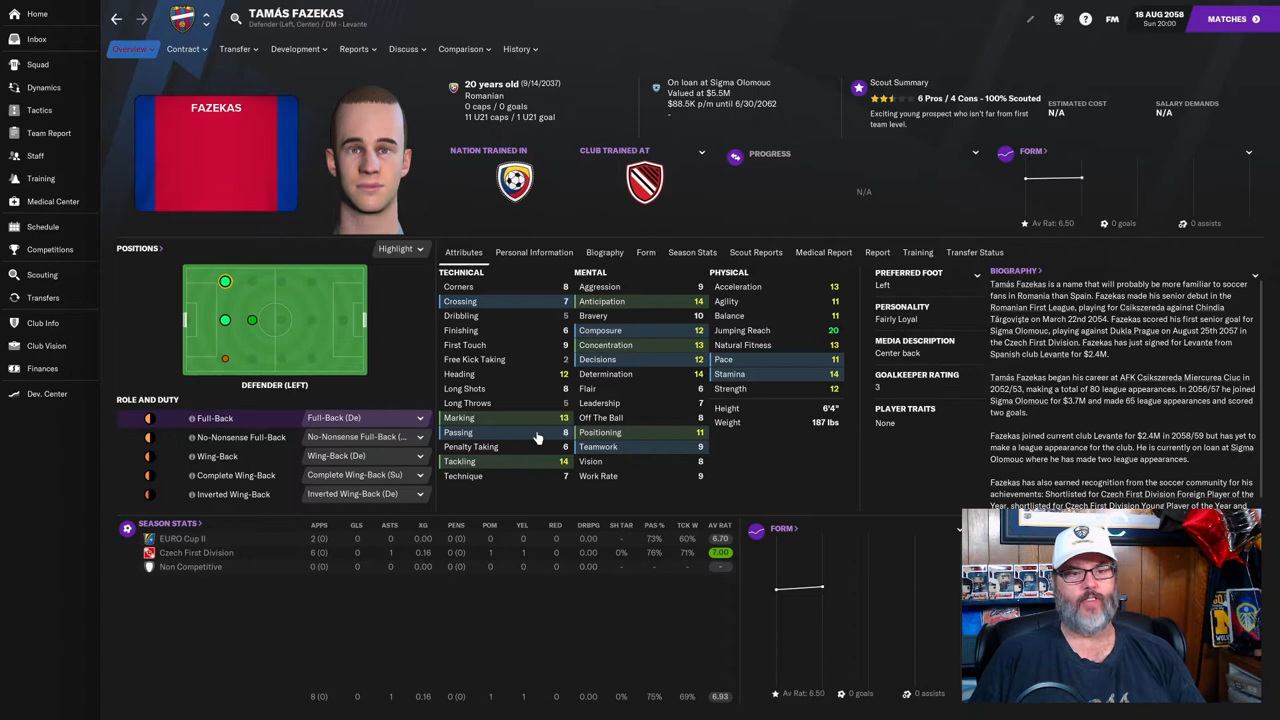 Home
Inbox
Squad
Dynamics
Tactics
Team Report
Staff
Training
Medical Center
Schedule
Competitions
Scouting
Transfers
Club Info
Club Vision
Finances
Dev. Center
TAMÁS FAZEKAS
Defender (Left, Center) / DM - Levante
FM
18 AUG 2058
Sun 20:00
MATCHES
Overview
Contract
Transfer
Development
Reports
Discuss
Comparison
History
FAZEKAS
20 years old (9/14/2037)
Romanian
0 caps / 0 goals
11 U21 caps / 1 U21 goal
On loan at Sigma Olomouc
Valued at $5.5M
$88.5K p/m until 6/30/2062
-
Scout Summary
6 Pros / 4 Cons - 100% Scouted
Exciting young prospect who isn't far from first
team level.
ESTIMATED COST
N/A
SALARY DEMANDS
N/A
NATION TRAINED IN
CLUB TRAINED AT
PROGRESS
N/A
FORM
Av Rat: 6.50
0 goals
0 assists
POSITIONS
Highlight
DEFENDER (LEFT)
ROLE AND DUTY
Full-Back Full-Back (De)
No-Nonsense Full-Back No-Nonsense Full-Back (...
Wing-Back Wing-Back (De)
Complete Wing-Back Complete Wing-Back (Su)
Inverted Wing-Back Inverted Wing-Back (De)
Attributes
Personal Information
Biography
Form
Season Stats
Scout Reports
Medical Report
Report
Training
Transfer Status
TECHNICAL
Corners 8
Crossing 7
Dribbling 5
Finishing 6
First Touch 9
Free Kick Taking 2
Heading 12
Long Shots 8
Long Throws 5
Marking 13
Passing 8
Penalty Taking 6
Tackling 14
Technique 7
MENTAL
Aggression 9
Anticipation 14
Bravery 10
Composure 12
Concentration 13
Decisions 12
Determination 14
Flair 6
Leadership 7
Off The Ball 8
Positioning 11
Teamwork 9
Vision 8
Work Rate 9
PHYSICAL
Acceleration 13
Agility 11
Balance 11
Jumping Reach 20
Natural Fitness 13
Pace 11
Stamina 14
Strength 12
Height 6'4"
Weight 187 lbs
PREFERRED FOOT
Left
PERSONALITY
Fairly Loyal
MEDIA DESCRIPTION
Center back
GOALKEEPER RATING
3
PLAYER TRAITS
None
BIOGRAPHY
Tamás Fazekas is a name that will probably be more familiar to soccer
fans in Romania than Spain. Fazekas made his senior debut in the
Romanian First League, playing for Csikszereda against Chindia
Târgoviște on March 22nd 2054. Fazekas scored his first senior goal for
Sigma Olomouc, playing against Dukla Prague on August 25th 2057 in
the Czech First Division. Fazekas has just signed for Levante from
Spanish club Levante for $2.4M.
Tamás Fazekas began his career at AFK Csikszereda Miercurea Ciuc in
2052/53, making a total of 80 league appearances. In 2056/57 he joined
Sigma Olomouc for $3.7M and made 65 league appearances and scored
two goals.
Fazekas joined current club Levante for $2.4M in 2058/59 but has yet to
make a league appearance for the club. He is currently on loan at Sigma
Olomouc where he has made two league appearances.
Fazekas has also earned recognition from the soccer community for his
achievements: Shortlisted for Czech First Division Foreign Player of the
Year, shortlisted for Czech First Division Young Player of the Year and
SEASON STATS
APPS GLS ASTS XG PENS POM YEL RED DRBPG SH TAR PAS % TCK W AV RAT
EURO Cup II 2 (0) 0 0 0.00 0 (0) 0 0 0 0.00 - 73% 60% 6.70
Czech First Division 6 (0) 0 1 0.16 0 (0) 1 1 0 0.00 0% 76% 71% 7.00
Non Competitive - - - - - - - - - - - - -
8 (0) 0 1 0.16 0 (0) 1 1 0 0.00 0% 75% 69% 6.93
FORM
Av Rat: 6.50
0 goals
0 assists